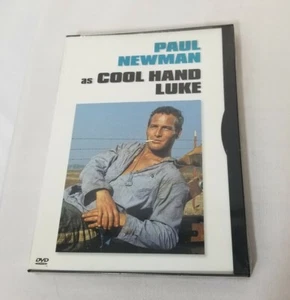 PAUL
NEWMAN
as COOL HAND
LUKE
DVD